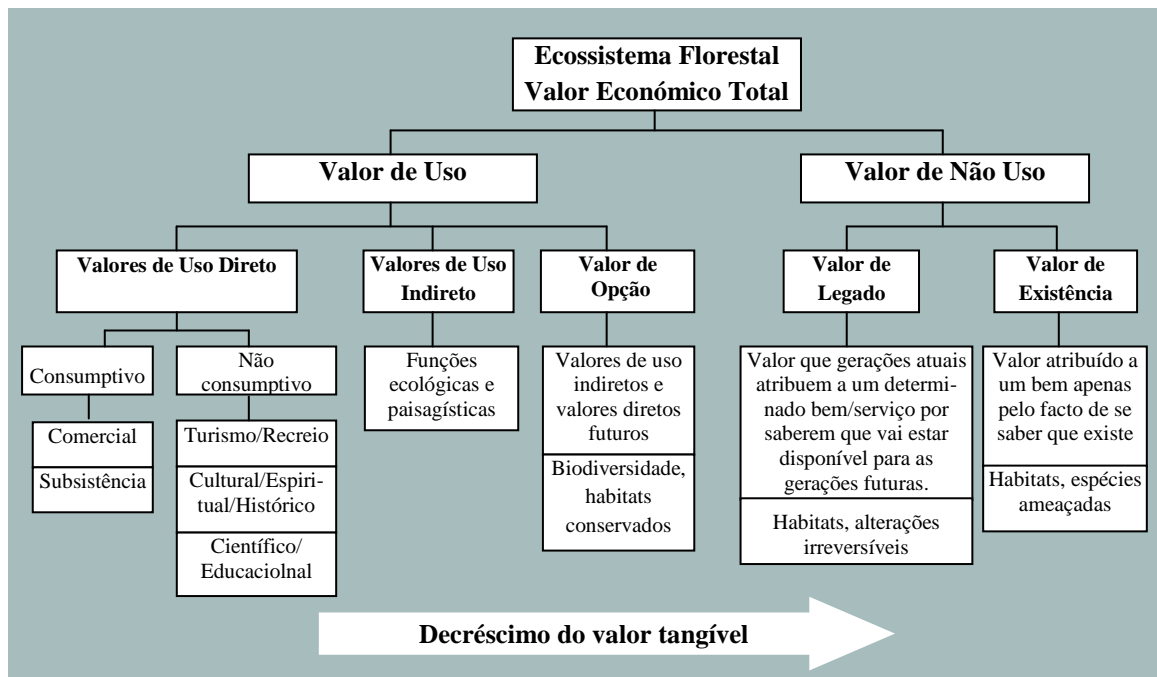 Ecossistema Florestal
Valor Económico Total
Valor de Uso
Valor de Não Uso
Valores de Uso Direto
Valores de Uso
Indireto
Valor de
Opção
Valor de
Legado
Valor de
Existência
Consumptivo
Comercial
Subsistência
Não
consumptivo
Turismo/Recreio
Cultural/Espiri-
tual/Histórico
Científico/
Educaciolnal
Funções
ecológicas e
paisagísticas
Valores de uso
indiretos e
valores diretos
futuros
Biodiversidade,
habitats
conservados
Valor que gerações atuais
atribuem a um determi-
nado bem/serviço por
saberem que vai estar
disponível para as
gerações futuras.
Habitats, alterações
irreversíveis
Valor atribuído a
um bem apenas
pelo facto de se
saber que existe
Habitats, espécies
ameaçadas
Decréscimo do valor tangível